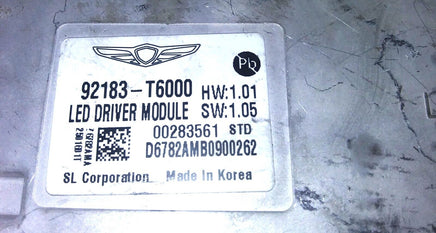 Pb
92183-T6000 HW:1.01
LED DRIVER MODULE SW:1.05
00283561 STD
D6782AMB0900262
SL Corporation Made in Korea